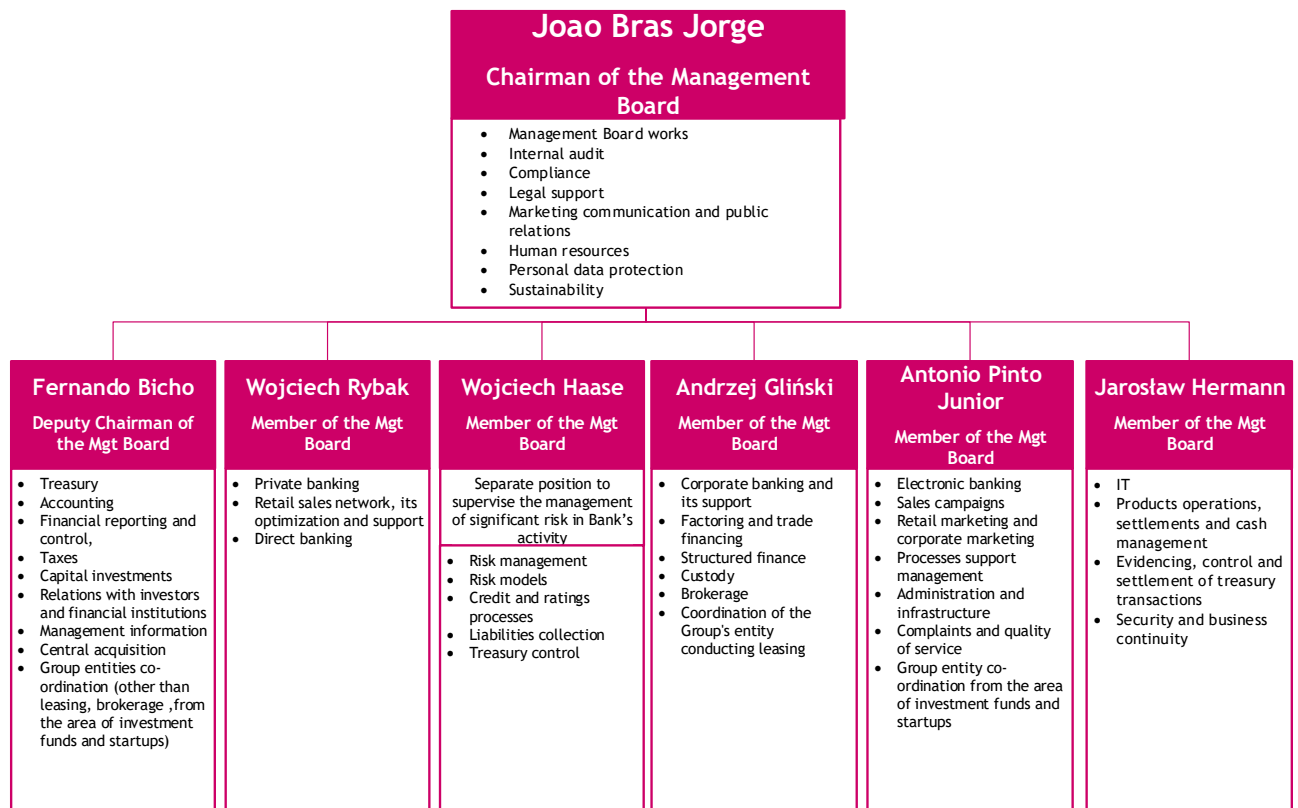 Joao Bras Jorge
Chairman of the Management
Board
• Management Board works
• Internal audit
• Compliance
• Legal support
• Marketing communication and public
relations
• Human resources
• Personal data protection
• Sustainability
Fernando Bicho
Deputy Chairman of
the Mgt Board
• Treasury
• Accounting
• Financial reporting and
control,
• Taxes
• Capital investments
• Relations with investors
and financial institutions
• Management information
• Central acquisition
• Group entities co-
ordination (other than
leasing, brokerage ,from
the area of investment
funds and startups)
Wojciech Rybak
Member of the Mgt
Board
• Private banking
• Retail sales network, its
optimization and support
• Direct banking
Wojciech Haase
Member of the Mgt
Board
Separate position to
supervise the management
of significant risk in Bank’s
activity
• Risk management
• Risk models
• Credit and ratings
processes
• Liabilities collection
• Treasury control
Andrzej Gliński
Member of the Mgt
Board
• Corporate banking and
its support
• Factoring and trade
financing
• Structured finance
• Custody
• Brokerage
• Coordination of the
Group's entity
conducting leasing
Antonio Pinto
Junior
Member of the Mgt
Board
• Electronic banking
• Sales campaigns
• Retail marketing and
corporate marketing
• Processes support
management
• Administration and
infrastructure
• Complaints and quality
of service
• Group entity co-
ordination from the area
of investment funds and
startups
Jarosław Hermann
Member of the Mgt
Board
• IT
• Products operations,
settlements and cash
management
• Evidencing, control and
settlement of treasury
transactions
• Security and business
continuity